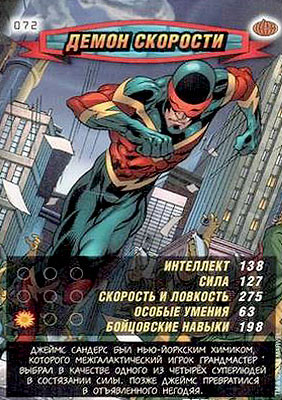 072
ДЕМОН СКОРОСТИ
ИНТЕЛЛЕКТ 138
СИЛА 127
СКОРОСТЬ И ЛОВКОСТЬ 275
ОСОБЫЕ УМЕНИЯ 63
БОЙЦОВСКИЕ НАВЫКИ 198
ДЖЕЙМС САНДЕРС БЫЛ НЬЮ-ЙОРКСКИМ ХИМИКОМ,
КОТОРОГО МЕЖГАЛАКТИЧЕСКИЙ ИГРОК ГРАНДМАСТЕР
ВЫБРАЛ В КАЧЕСТВЕ ОДНОГО ИЗ ЧЕТЫРЁХ СУПЕРЛЮДЕЙ
В СОСТЯЗАНИИ СИЛЫ. ПОЗЖЕ ДЖЕЙМС ПРЕВРАТИЛСЯ
В ОТЪЯВЛЕННОГО НЕГОДЯЯ.